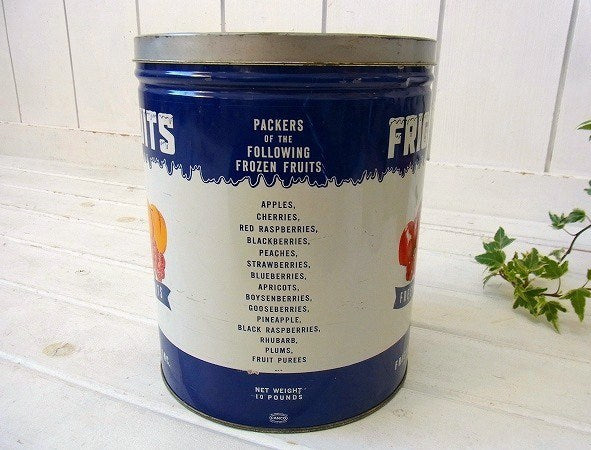 ITS
PACKERS
OF THE
FOLLOWING
FROZEN FRUITS
FRIG
APPLES,
CHERRIES,
RED RASPBERRIES,
BLACKBERRIES,
PEACHES,
STRAWBERRIES,
BLUEBERRIES,
APRICOTS,
BOYSENBERRIES,
GOOSEBERRIES,
PINEAPPLE,
BLACK RASPBERRIES,
RHUBARB,
PLUMS,
FRUIT PUREES
NET WEIGHT
10 POUNDS